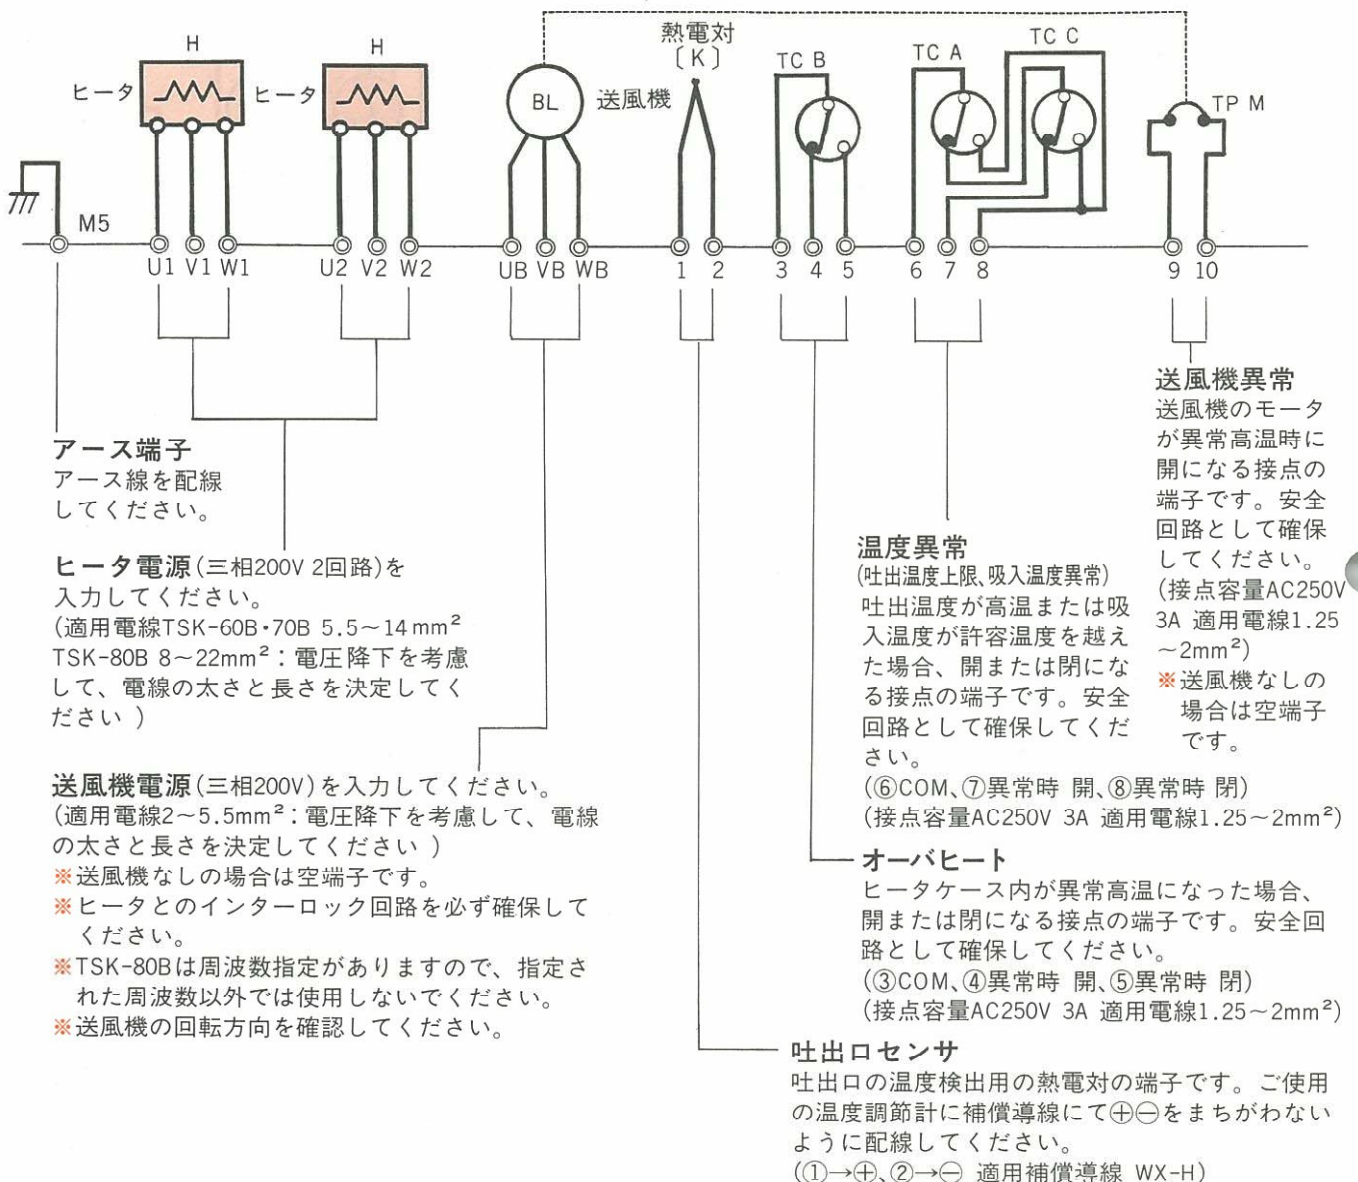 H
ヒータ
H
ヒータ
BL
送風機
熱電対
〔K〕
TC B
TC A
TC C
TP M
M5
U1 V1 W1
U2 V2 W2
UB VB WB
1 2
3 4 5
6 7 8
9 10
アース端子
アース線を配線
してください。
ヒータ電源(三相200V 2回路)を
入力してください。
(適用電線TSK-60B・70B 5.5～14mm²
TSK-80B 8～22mm²：電圧降下を考慮
して、電線の太さと長さを決定してく
ださい )
送風機電源(三相200V)を入力してください。
(適用電線2～5.5mm²：電圧降下を考慮して、電線
の太さと長さを決定してください )
※送風機なしの場合は空端子です。
※ヒータとのインターロック回路を必ず確保して
ください。
※TSK-80Bは周波数指定がありますので、指定さ
れた周波数以外では使用しないでください。
※送風機の回転方向を確認してください。
送風機異常
送風機のモータ
が異常高温時に
開になる接点の
端子です。安全
回路として確保
してください。
(接点容量AC250V
3A 適用電線1.25
～2mm²)
※送風機なしの
場合は空端子
です。
温度異常
(吐出温度上限、吸入温度異常)
吐出温度が高温または吸
入温度が許容温度を越え
た場合、開または閉にな
る接点の端子です。安全
回路として確保してくだ
さい。
(⑥COM、⑦異常時 開、⑧異常時 閉)
(接点容量AC250V 3A 適用電線1.25～2mm²)
オーバヒート
ヒータケース内が異常高温になった場合、
開または閉になる接点の端子です。安全回
路として確保してください。
(③COM、④異常時 開、⑤異常時 閉)
(接点容量AC250V 3A 適用電線1.25～2mm²)
吐出口センサ
吐出口の温度検出用の熱電対の端子です。ご使用
の温度調節計に補償導線にて⊕⊖をまちがわない
ように配線してください。
(①→⊕、②→⊖ 適用補償導線 WX-H)